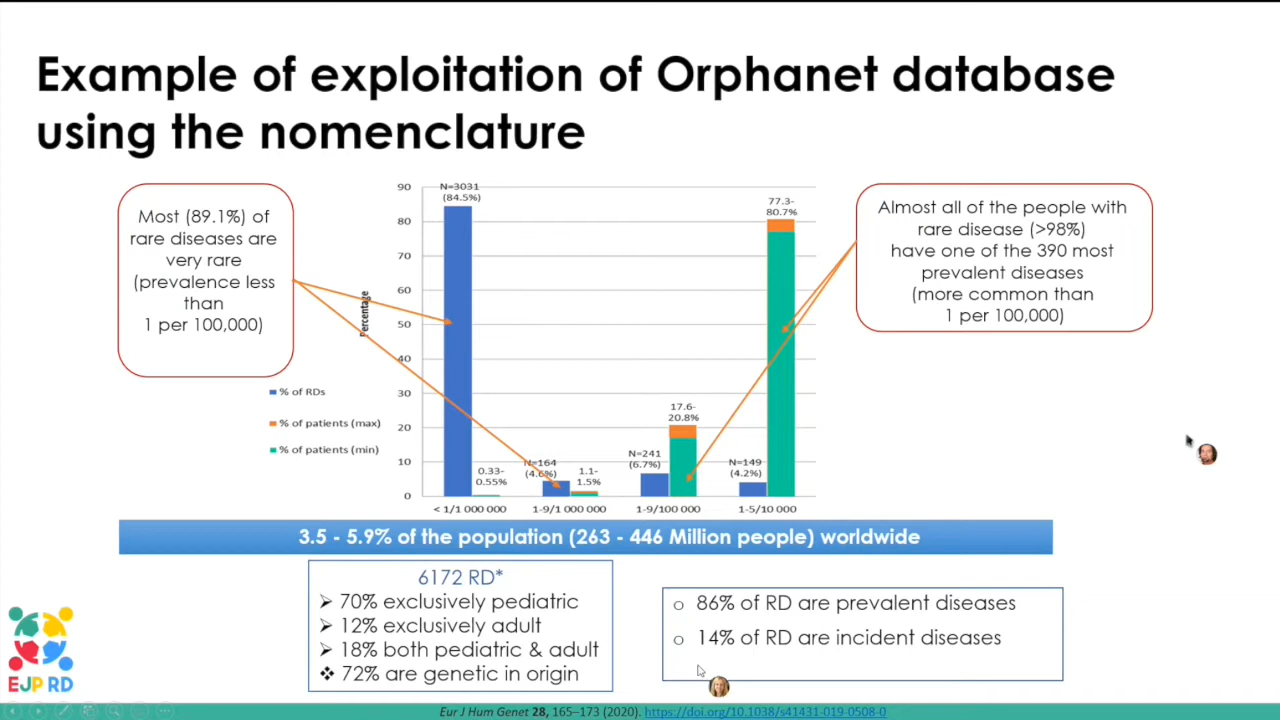 Example of exploitation of Orphanet database
using the nomenclature
Most (89.1%) of
rare diseases are
very rare
(prevalence less
than
1 per 100,000)
Almost all of the people with
rare disease (>98%)
have one of the 390 most
prevalent diseases
(more common than
1 per 100,000)
Percentage
90
80
70
60
50
40
30
20
10
0
N=3031
(84.5%)
0.33-
0.55%
N=164
(4.6%)
1.1-
1.5%
N=241
(6.7%)
17.6-
20.8%
N=149
(4.2%)
77.3-
80.7%
< 1/1 000 000
1-9/1 000 000
1-9/100 000
1-5/10 000
% of RDs
% of patients (max)
% of patients (min)
3.5 - 5.9% of the population (263 - 446 Million people) worldwide
6172 RD*
70% exclusively pediatric
12% exclusively adult
18% both pediatric & adult
72% are genetic in origin
86% of RD are prevalent diseases
14% of RD are incident diseases
EJP RD
Eur J Hum Genet 28, 165–173 (2020). https://doi.org/10.1038/s41431-019-0508-0